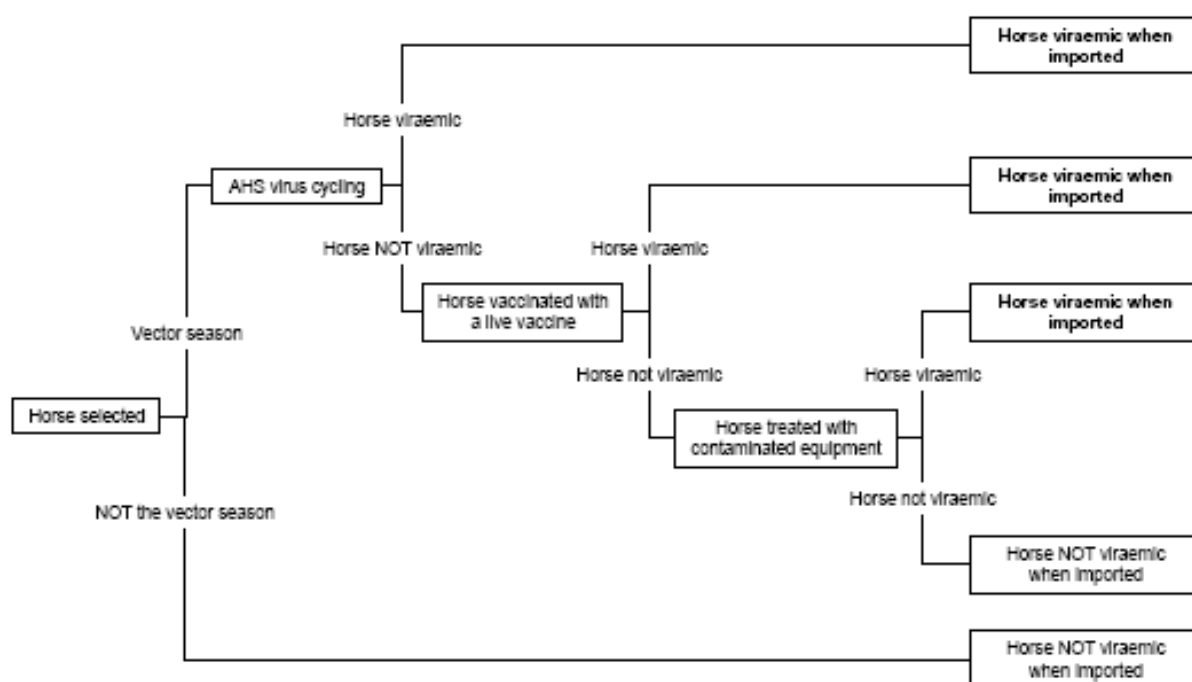 Horse viraemic when
imported
Horse viraemic
AHS virus cycling
Horse viraemic when
imported
Horse NOT viraemic
Horse viraemic
Horse vaccinated with
a live vaccine
Horse viraemic when
imported
Vector season
Horse not viraemic
Horse viraemic
Horse selected
Horse treated with
contaminated equipment
NOT the vector season
Horse not viraemic
Horse NOT viraemic
when imported
Horse NOT viraemic
when imported